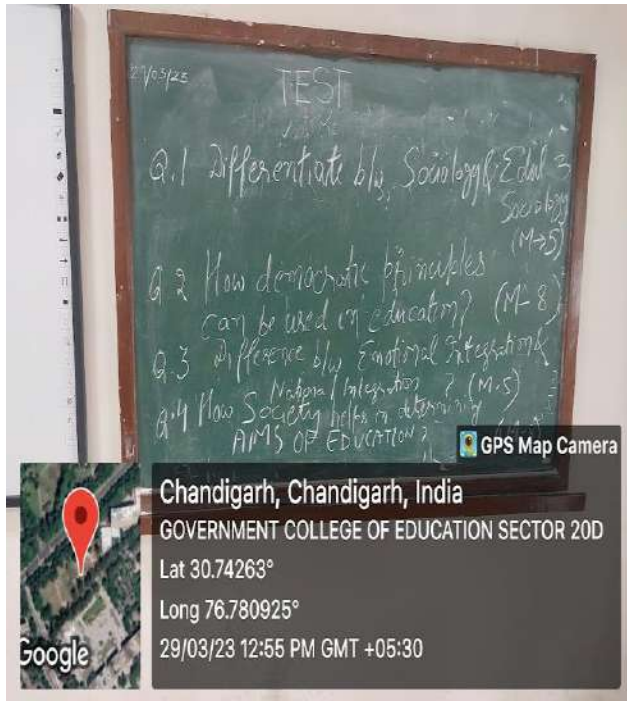 TEST
Q.1 Differentiate b/w Sociology & Edul
Sociology
(M→5)
Q.2 How democratic principles
can be used in education? (M-8)
Q.3 Difference b/w Emotional Integration &
National Integration ? (M-5)
Q.4 How Society helps in determining
AIMS OF EDUCATION?
GPS Map Camera
Chandigarh, Chandigarh, India
GOVERNMENT COLLEGE OF EDUCATION SECTOR 20D
Lat 30.74263°
Long 76.780925°
29/03/23 12:55 PM GMT +05:30
Google